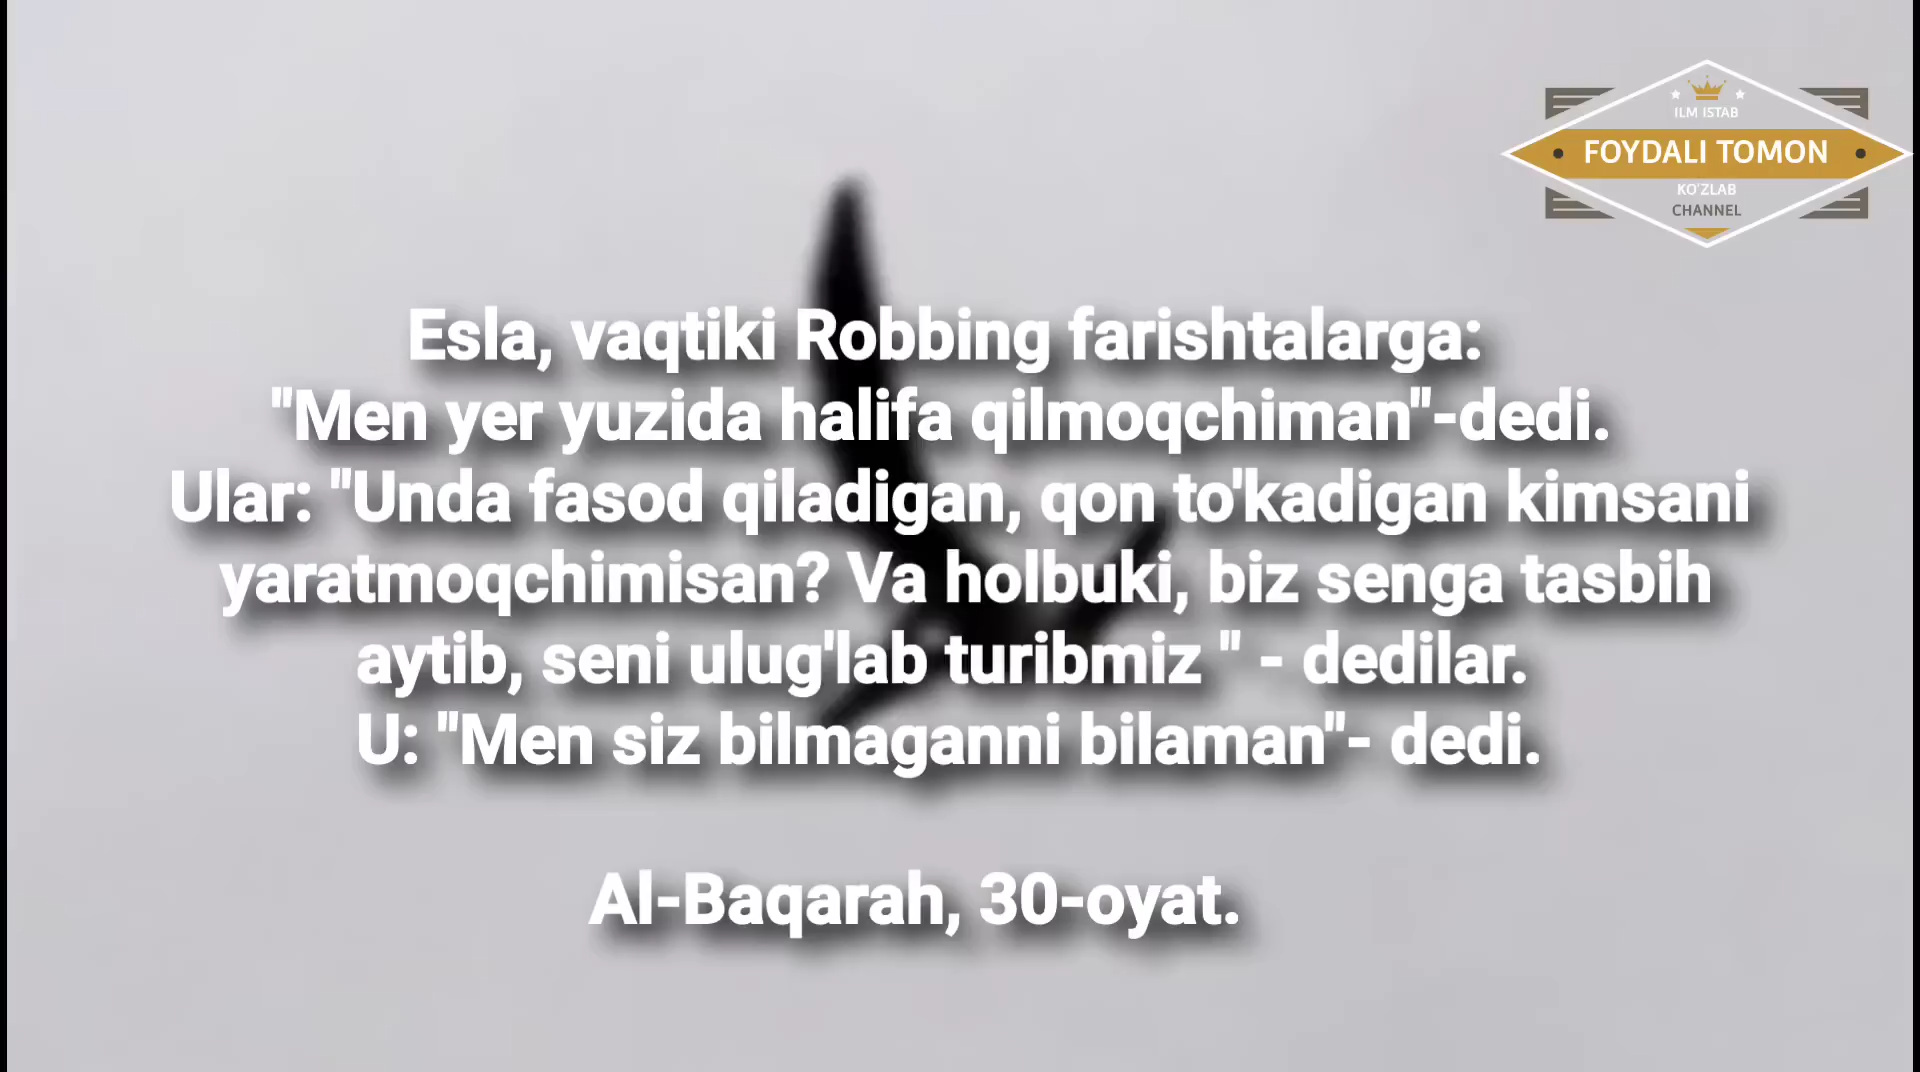 ILM ISTAB
FOYDALI TOMON
KO'ZLAB
CHANNEL
Esla, vaqtiki Robbing farishtalarga:
"Men yer yuzida halifa qilmoqchiman"-dedi.
Ular: "Unda fasod qiladigan, qon to'kadigan kimsani
yaratmoqchimisan? Va holbuki, biz senga tasbih
aytib, seni ulug'lab turibmiz " - dedilar.
U: "Men siz bilmaganni bilaman"- dedi.
Al-Baqarah, 30-oyat.